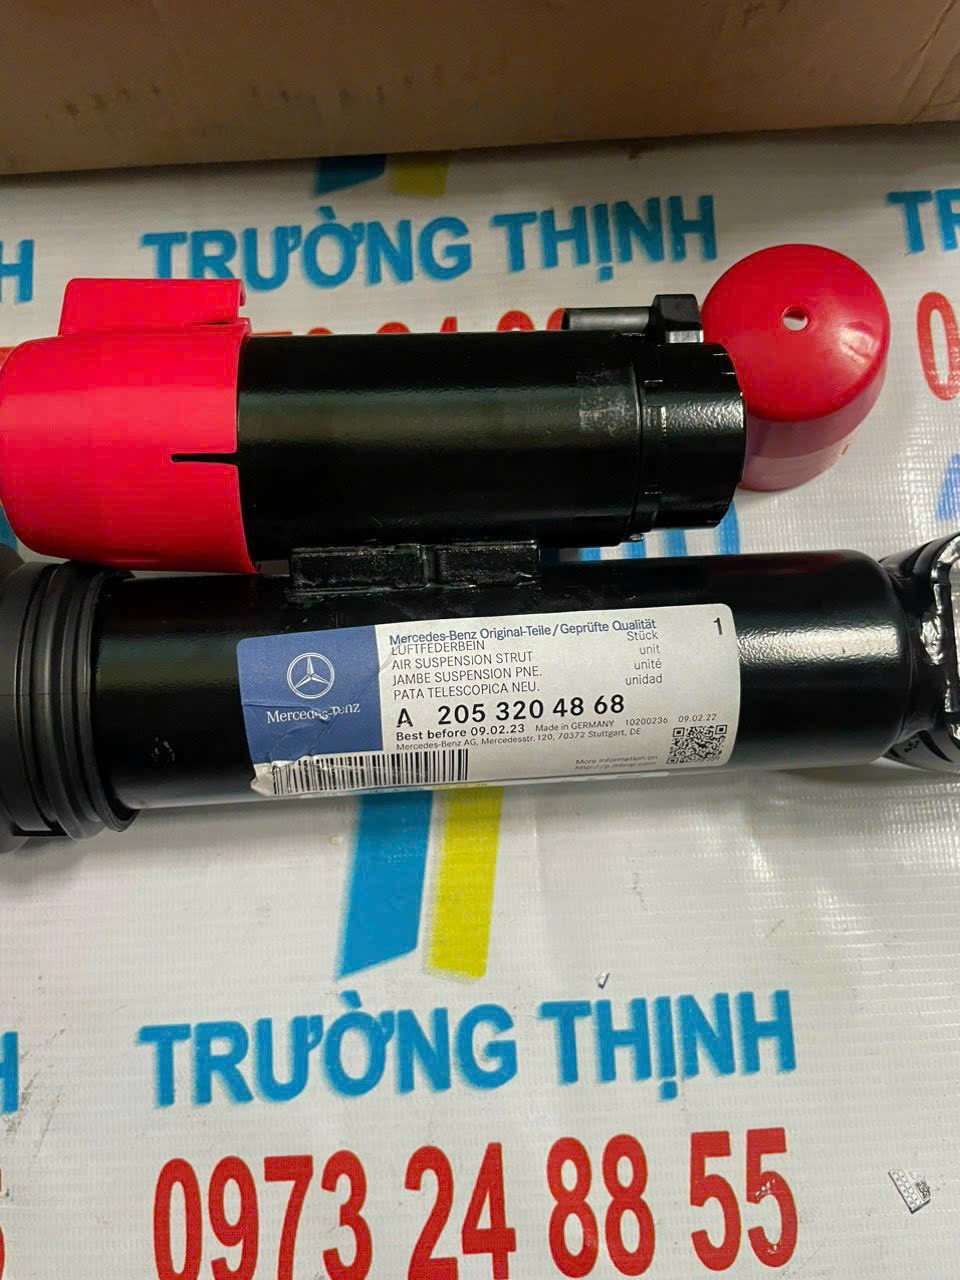 TRƯỜNG THỊNH
Mercedes-Benz
Mercedes-Benz Original-Teile/Geprüfte Qualität
LUFTFEDERBEIN
AIR SUSPENSION STRUT
JAMBE SUSPENSION PNE.
PATA TELESCOPICA NEU.
Stück
unit
unité
unidad
1
A 205 320 48 68
Best before 09.02.23 Made in GERMANY 10200236 09.02.22
Mercedes-Benz AG, Mercedesstr. 120, 70372 Stuttgart, DE
More information on
TRƯỜNG THỊNH
0973 24 88 55